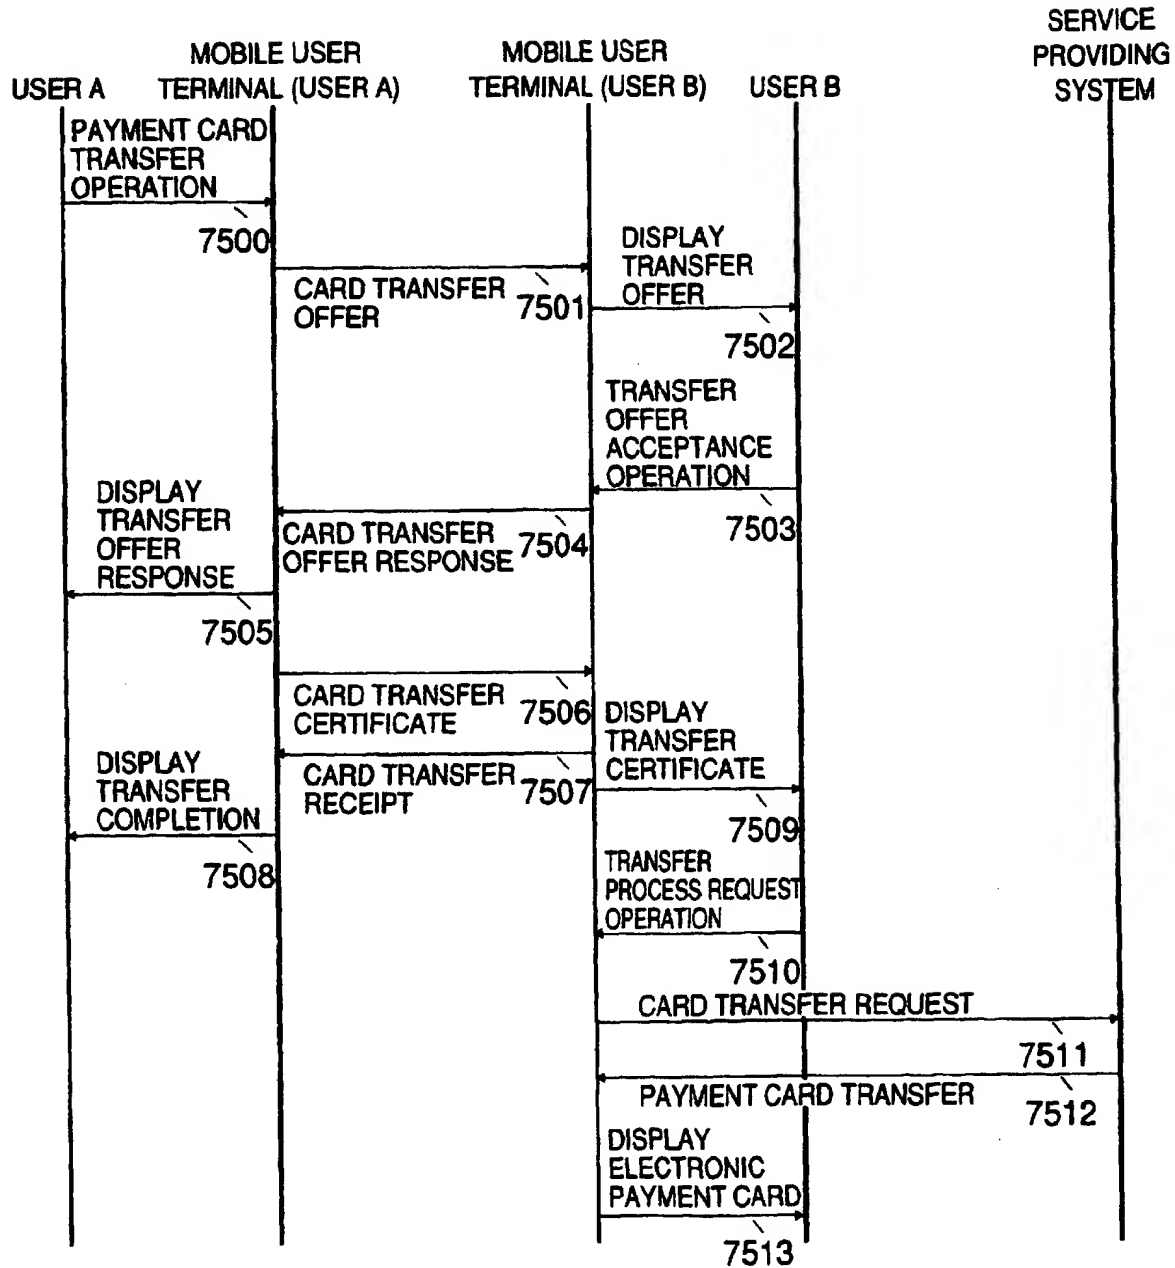 SERVICE
PROVIDING
SYSTEM
MOBILE USER
TERMINAL (USER A)
MOBILE USER
TERMINAL (USER B)
USER A
USER B
PAYMENT CARD
TRANSFER
OPERATION
7500
CARD TRANSFER
OFFER
7501
DISPLAY
TRANSFER
OFFER
7502
TRANSFER
OFFER
ACCEPTANCE
OPERATION
7503
CARD TRANSFER
OFFER RESPONSE
7504
DISPLAY
TRANSFER
OFFER
RESPONSE
7505
CARD TRANSFER
CERTIFICATE
7506
CARD TRANSFER
RECEIPT
7507
DISPLAY
TRANSFER
COMPLETION
7508
DISPLAY
TRANSFER
CERTIFICATE
7509
TRANSFER
PROCESS REQUEST
OPERATION
7510
CARD TRANSFER REQUEST
7511
PAYMENT CARD TRANSFER
7512
DISPLAY
ELECTRONIC
PAYMENT CARD
7513